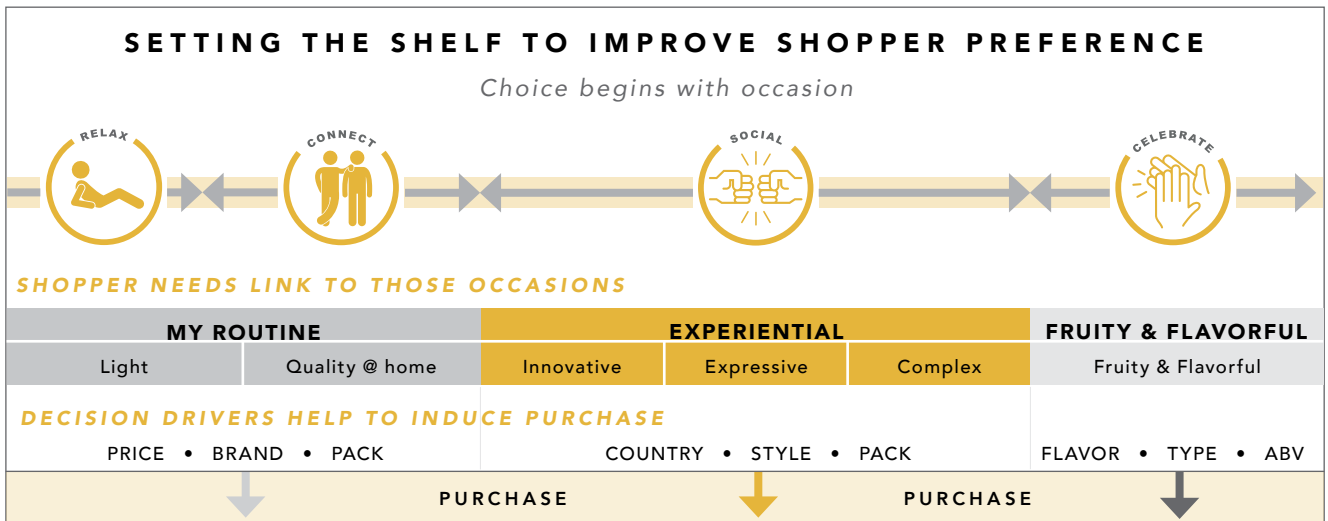 SETTING THE SHELF TO IMPROVE SHOPPER PREFERENCE
Choice begins with occasion
RELAX
CONNECT
SOCIAL
CELEBRATE
SHOPPER NEEDS LINK TO THOSE OCCASIONS
MY ROUTINE
EXPERIENTIAL
FRUITY & FLAVORFUL
Light
Quality @ home
Innovative
Expressive
Complex
Fruity & Flavorful
DECISION DRIVERS HELP TO INDUCE PURCHASE
PRICE • BRAND • PACK
COUNTRY • STYLE • PACK
FLAVOR • TYPE • ABV
PURCHASE
PURCHASE